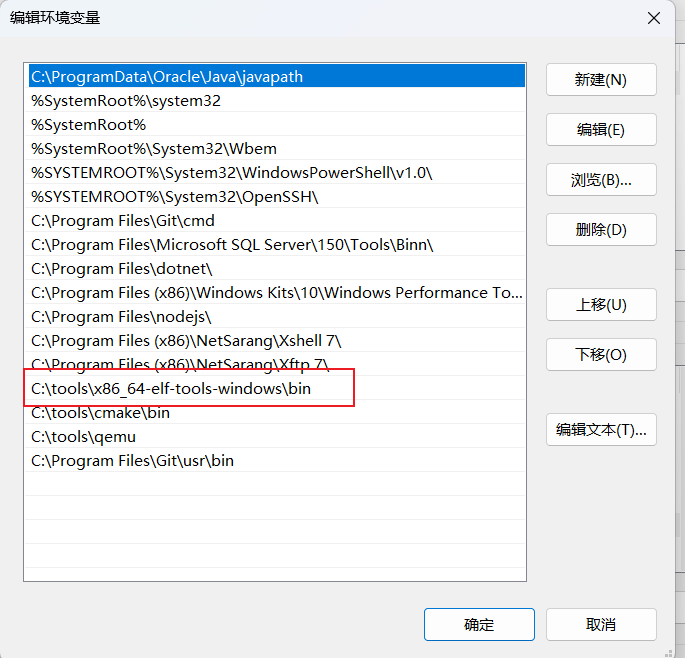 编辑环境变量
C:\ProgramData\Oracle\Java\javapath
新建(N)
%SystemRoot%\system32
%SystemRoot%
编辑(E)
%SystemRoot%\System32\Wbem
%SYSTEMROOT%\System32\WindowsPowerShell\v1.0\
浏览(B)...
%SYSTEMROOT%\System32\OpenSSH\
C:\Program Files\Git\cmd
删除(D)
C:\Program Files\Microsoft SQL Server\150\Tools\Binn\
C:\Program Files\dotnet\
C:\Program Files (x86)\Windows Kits\10\Windows Performance To...
上移(U)
C:\Program Files\nodejs\
C:\Program Files (x86)\NetSarang\Xshell 7\
下移(O)
C:\Program Files (x86)\NetSarang\Xftp 7\
C:\tools\x86_64-elf-tools-windows\bin
C:\tools\cmake\bin
编辑文本(T)...
C:\tools\qemu
C:\Program Files\Git\usr\bin
确定
取消